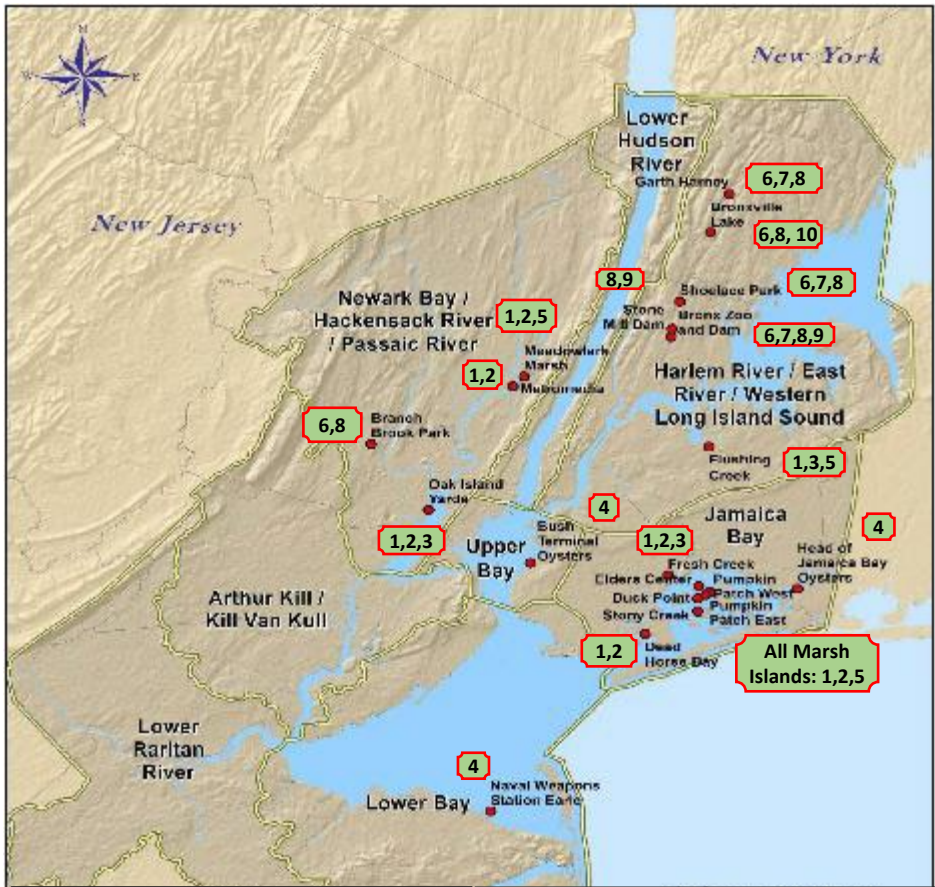 N
W
E
S
New York
New Jersey
Lower
Hudson
River
Garth Harney
6,7,8
Bronxville
Lake
6,8, 10
8,9
Shoelace Park
6,7,8
Stone
Mill Dam
Bronx Zoo
and Dam
6,7,8,9
Newark Bay /
Hackensack River
/ Passaic River
1,2,5
Meadowlark
Marsh
1,2
Metromedia
Harlem River / East
River / Western
Long Island Sound
6,8
Branch
Brook Park
Flushing
Creek
1,3,5
Oak Island
Yards
1,2,3
4
Upper
Bay
Bush
Terminal
Oysters
1,2,3
Jamaica
Bay
4
Head of
Jamaica Bay
Oysters
Fresh Creek
Elders Center
Pumpkin
Patch West
Duck Point
Pumpkin
Patch East
Stony Creek
1,2
Dead
Horse Bay
All Marsh
Islands: 1,2,5
Arthur Kill /
Kill Van Kull
Lower
Raritan
River
4
Naval Weapons
Station Earle
Lower Bay